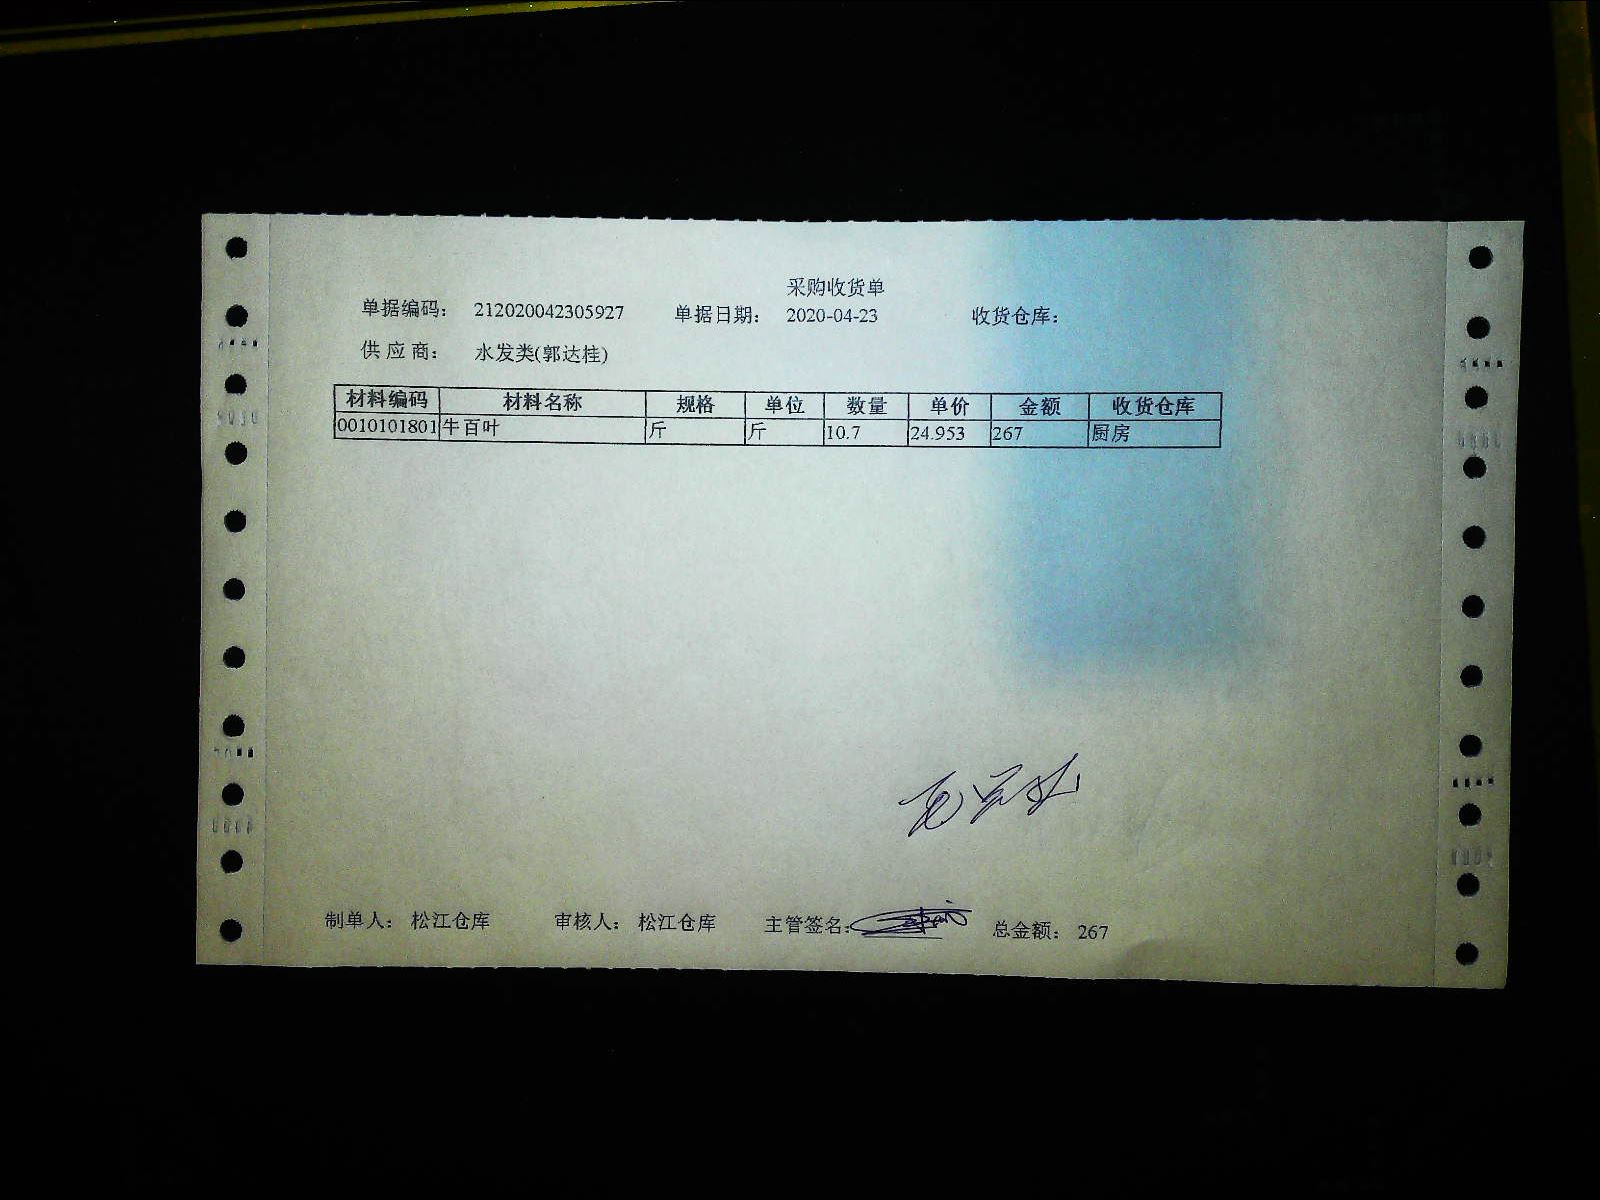 采购收货单
单据编码： 212020042305927 单据日期： 2020-04-23 收货仓库：
供应商： 水发类(郭达桂)
材料编码 材料名称 规格 单位 数量 单价 金额 收货仓库
0010101801 牛百叶 斤 斤 10.7 24.953 267 厨房
制单人： 松江仓库 审核人： 松江仓库 主管签名： 总金额： 267